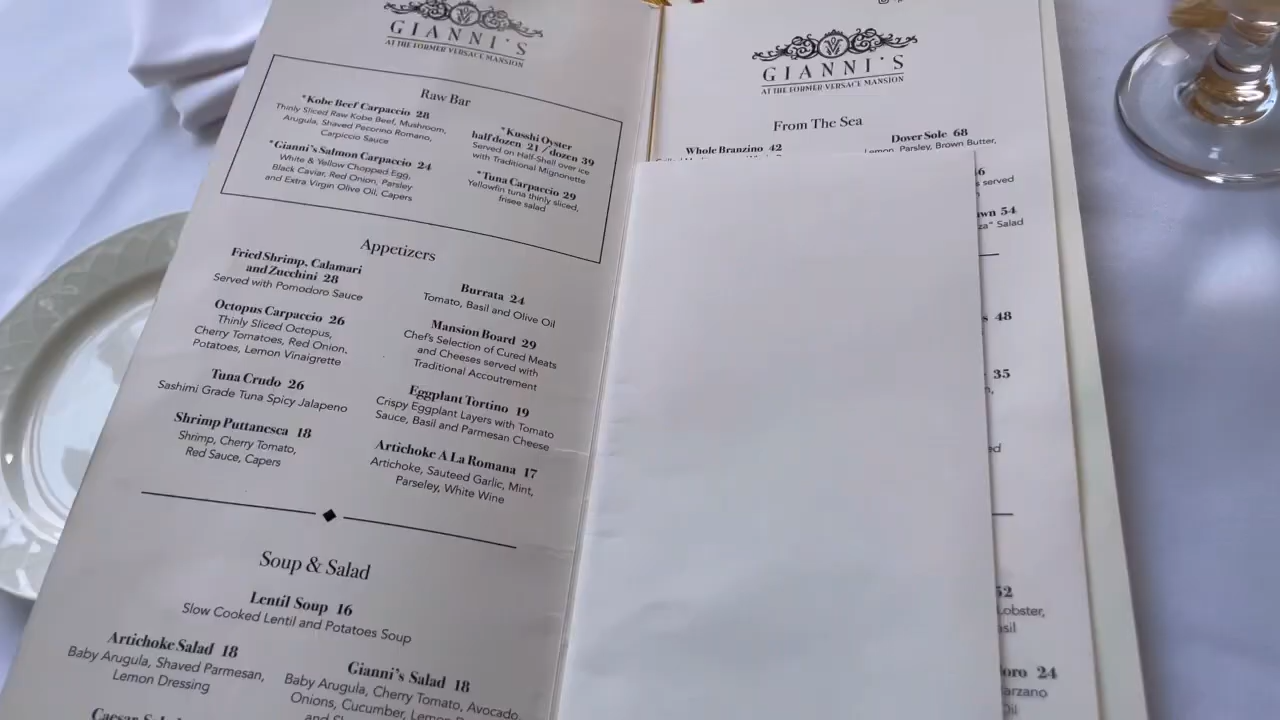 GIANNI'S
AT THE FORMER VERSACE MANSION
Raw Bar
*Kobe Beef Carpaccio 28
Thinly Sliced Raw Kobe Beef, Mushroom,
Arugula, Shaved Pecorino Romano,
Carpiccio Sauce
*Gianni's Salmon Carpaccio 24
White & Yellow Chopped Egg,
Black Caviar, Red Onion, Parsley
and Extra Virgin Olive Oil, Capers
*Kusshi Oyster
half dozen 21 / dozen 39
Served on Half-Shell over ice
with Traditional Mignonette
*Tuna Carpaccio 29
Yellowfin tuna thinly sliced,
frisee salad
Appetizers
Fried Shrimp, Calamari
and Zucchini 28
Served with Pomodoro Sauce
Octopus Carpaccio 26
Thinly Sliced Octopus,
Cherry Tomatoes, Red Onion,
Potatoes, Lemon Vinaigrette
Tuna Crudo 26
Sashimi Grade Tuna Spicy Jalapeno
Shrimp Puttanesca 18
Shrimp, Cherry Tomato,
Red Sauce, Capers
Burrata 24
Tomato, Basil and Olive Oil
Mansion Board 29
Chef's Selection of Cured Meats
and Cheeses served with
Traditional Accoutrement
Eggplant Tortino 19
Crispy Eggplant Layers with Tomato
Sauce, Basil and Parmesan Cheese
Artichoke A La Romana 17
Artichoke, Sauteed Garlic, Mint,
Parseley, White Wine
Soup & Salad
Lentil Soup 16
Slow Cooked Lentil and Potatoes Soup
Artichoke Salad 18
Baby Arugula, Shaved Parmesan,
Lemon Dressing
Gianni's Salad 18
Baby Arugula, Cherry Tomato, Avocado,
Onions, Cucumber, Lemon
Caesar
GIANNI'S
AT THE FORMER VERSACE MANSION
From The Sea
Whole Branzino 42
Dover Sole 68
Lemon, Parsley, Brown Butter,
served
54
Salad
48
35
Lobster,
24